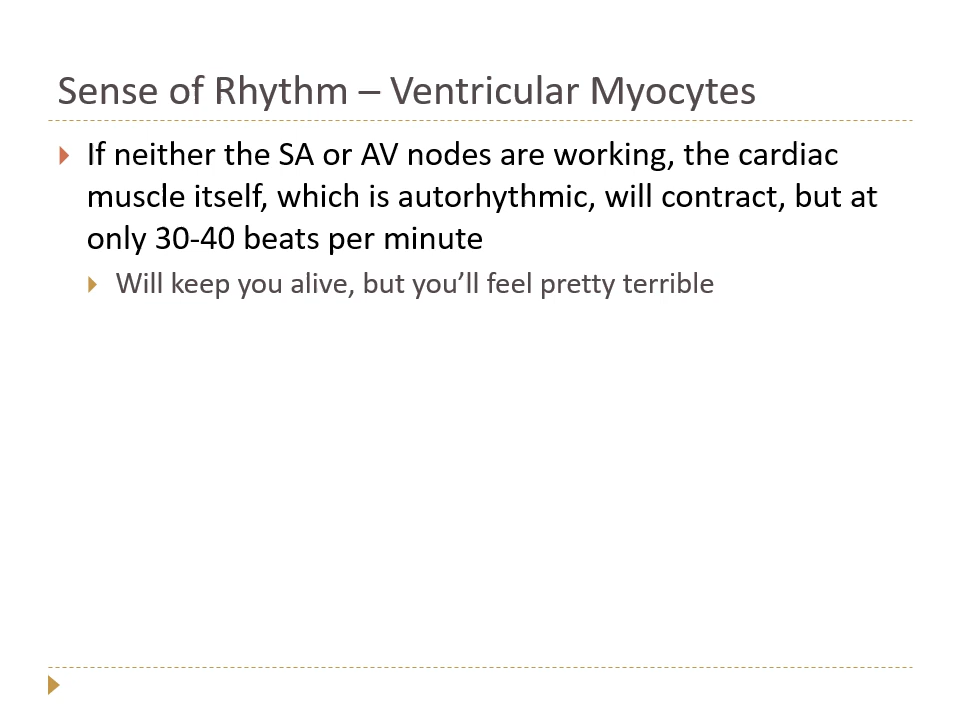 Sense of Rhythm – Ventricular Myocytes
If neither the SA or AV nodes are working, the cardiac
muscle itself, which is autorhythmic, will contract, but at
only 30-40 beats per minute
Will keep you alive, but you’ll feel pretty terrible